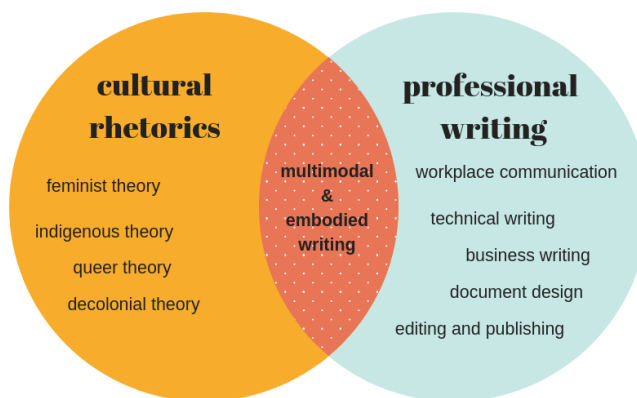 cultural
rhetorics
feminist theory
indigenous theory
queer theory
decolonial theory
multimodal
&
embodied
writing
professional
writing
workplace communication
technical writing
business writing
document design
editing and publishing